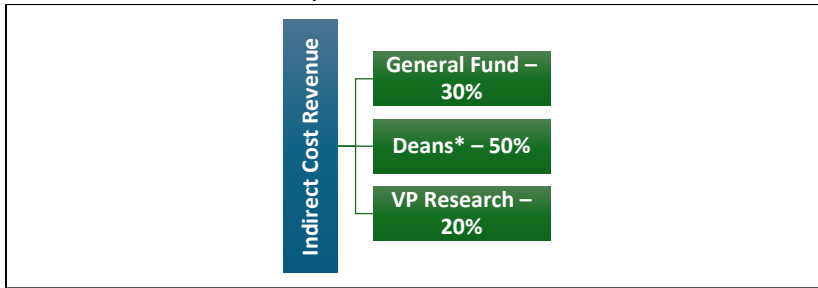 Indirect Cost Revenue
General Fund –
30%
Deans* – 50%
VP Research –
20%